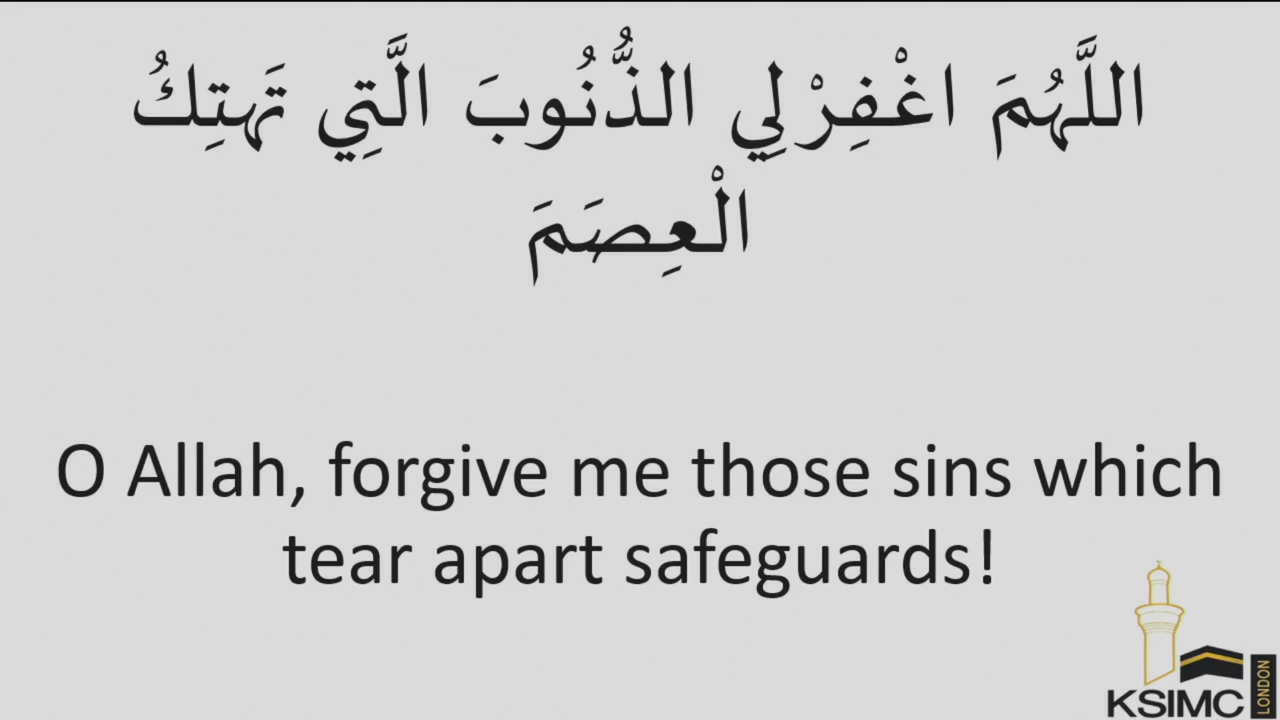 اللَّهُمَ اغْفِرْلِي الذُّنُوبَ الَّتِي تَهتِكُ
الْعِصَمَ
O Allah, forgive me those sins which
tear apart safeguards!
KSIMC LONDON